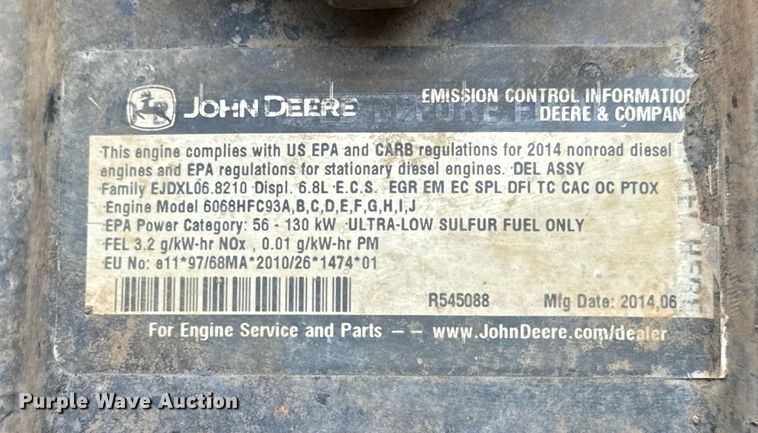 JOHN DEERE
EMISSION CONTROL INFORMATION
DEERE & COMPAN
This engine complies with US EPA and CARB regulations for 2014 nonroad diesel
engines and EPA regulations for stationary diesel engines. DEL ASSY
Family EJDXL06.8210 Displ. 6.8L E.C.S. EGR EM EC SPL DFI TC CAC OC PTOX
Engine Model 6068HFC93A,B,C,D,E,F,G,H,I,J
EPA Power Category: 56 - 130 kW ULTRA-LOW SULFUR FUEL ONLY
FEL 3.2 g/kW-hr NOx , 0.01 g/kW-hr PM
EU No: e11*97/68MA*2010/26*1474*01
R545088 Mfg Date: 2014,06
For Engine Service and Parts – – www.JohnDeere.com/dealer
Purple Wave Auction